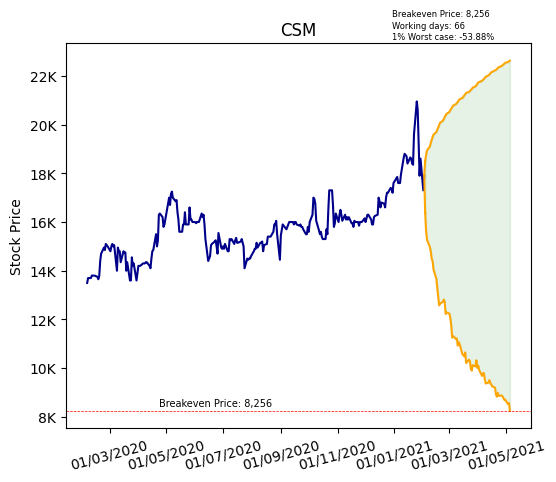 Breakeven Price: 8,256
Working days: 66
1% Worst case: -53.88%
CSM
Stock Price
22K
20K
18K
16K
14K
12K
10K
8K
Breakeven Price: 8,256
01/03/2020
01/05/2020
01/07/2020
01/09/2020
01/11/2020
01/01/2021
01/03/2021
01/05/2021